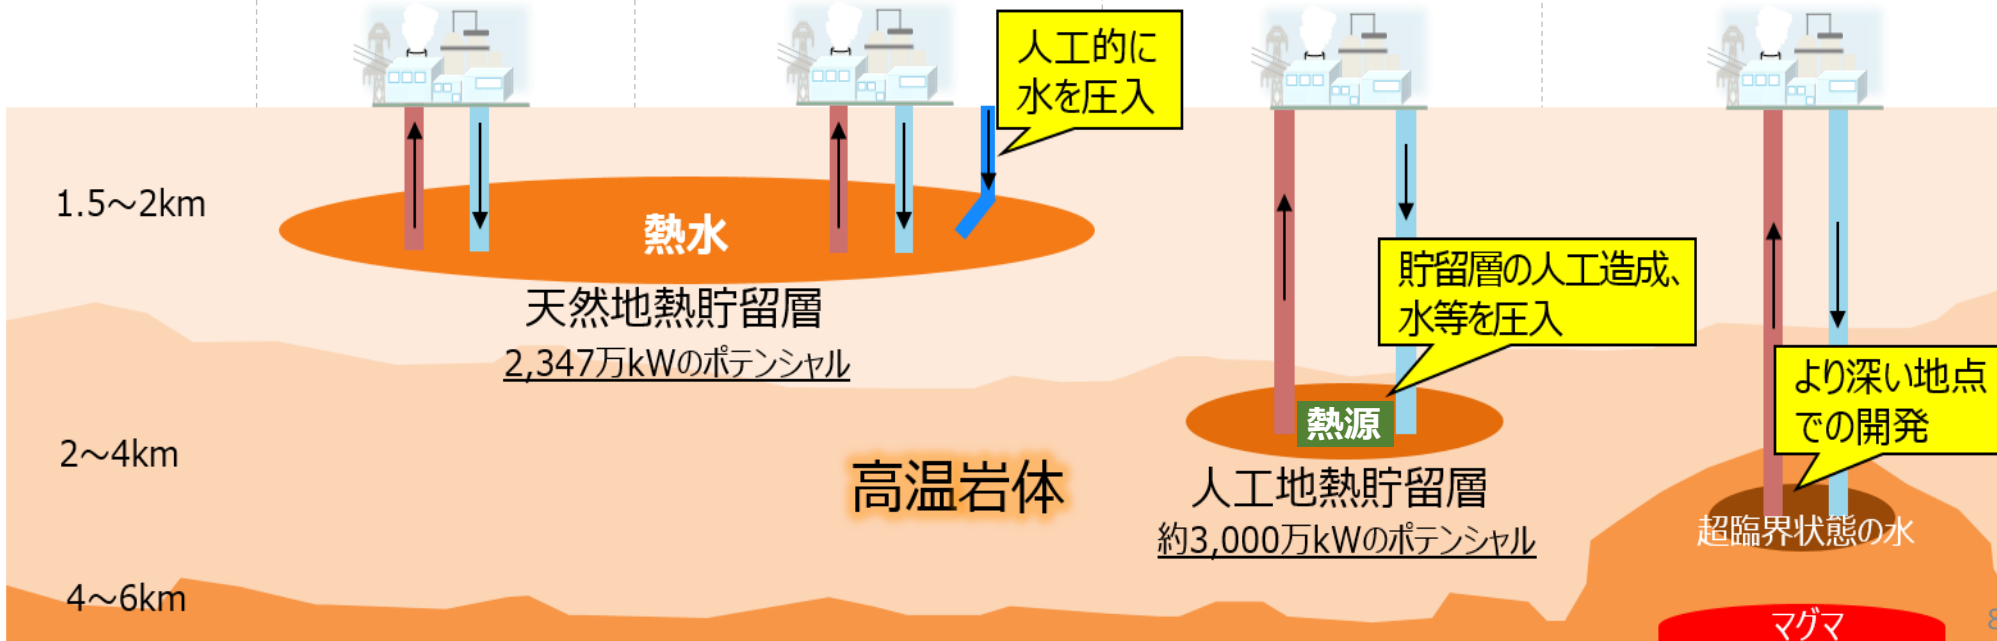 人工的に
水を圧入
1.5～2km
熱水
天然地熱貯留層
2,347万kWのポテンシャル
貯留層の人工造成、
水等を圧入
より深い地点
での開発
熱源
2～4km
高温岩体
人工地熱貯留層
約3,000万kWのポテンシャル
超臨界状態の水
4～6km
マグマ